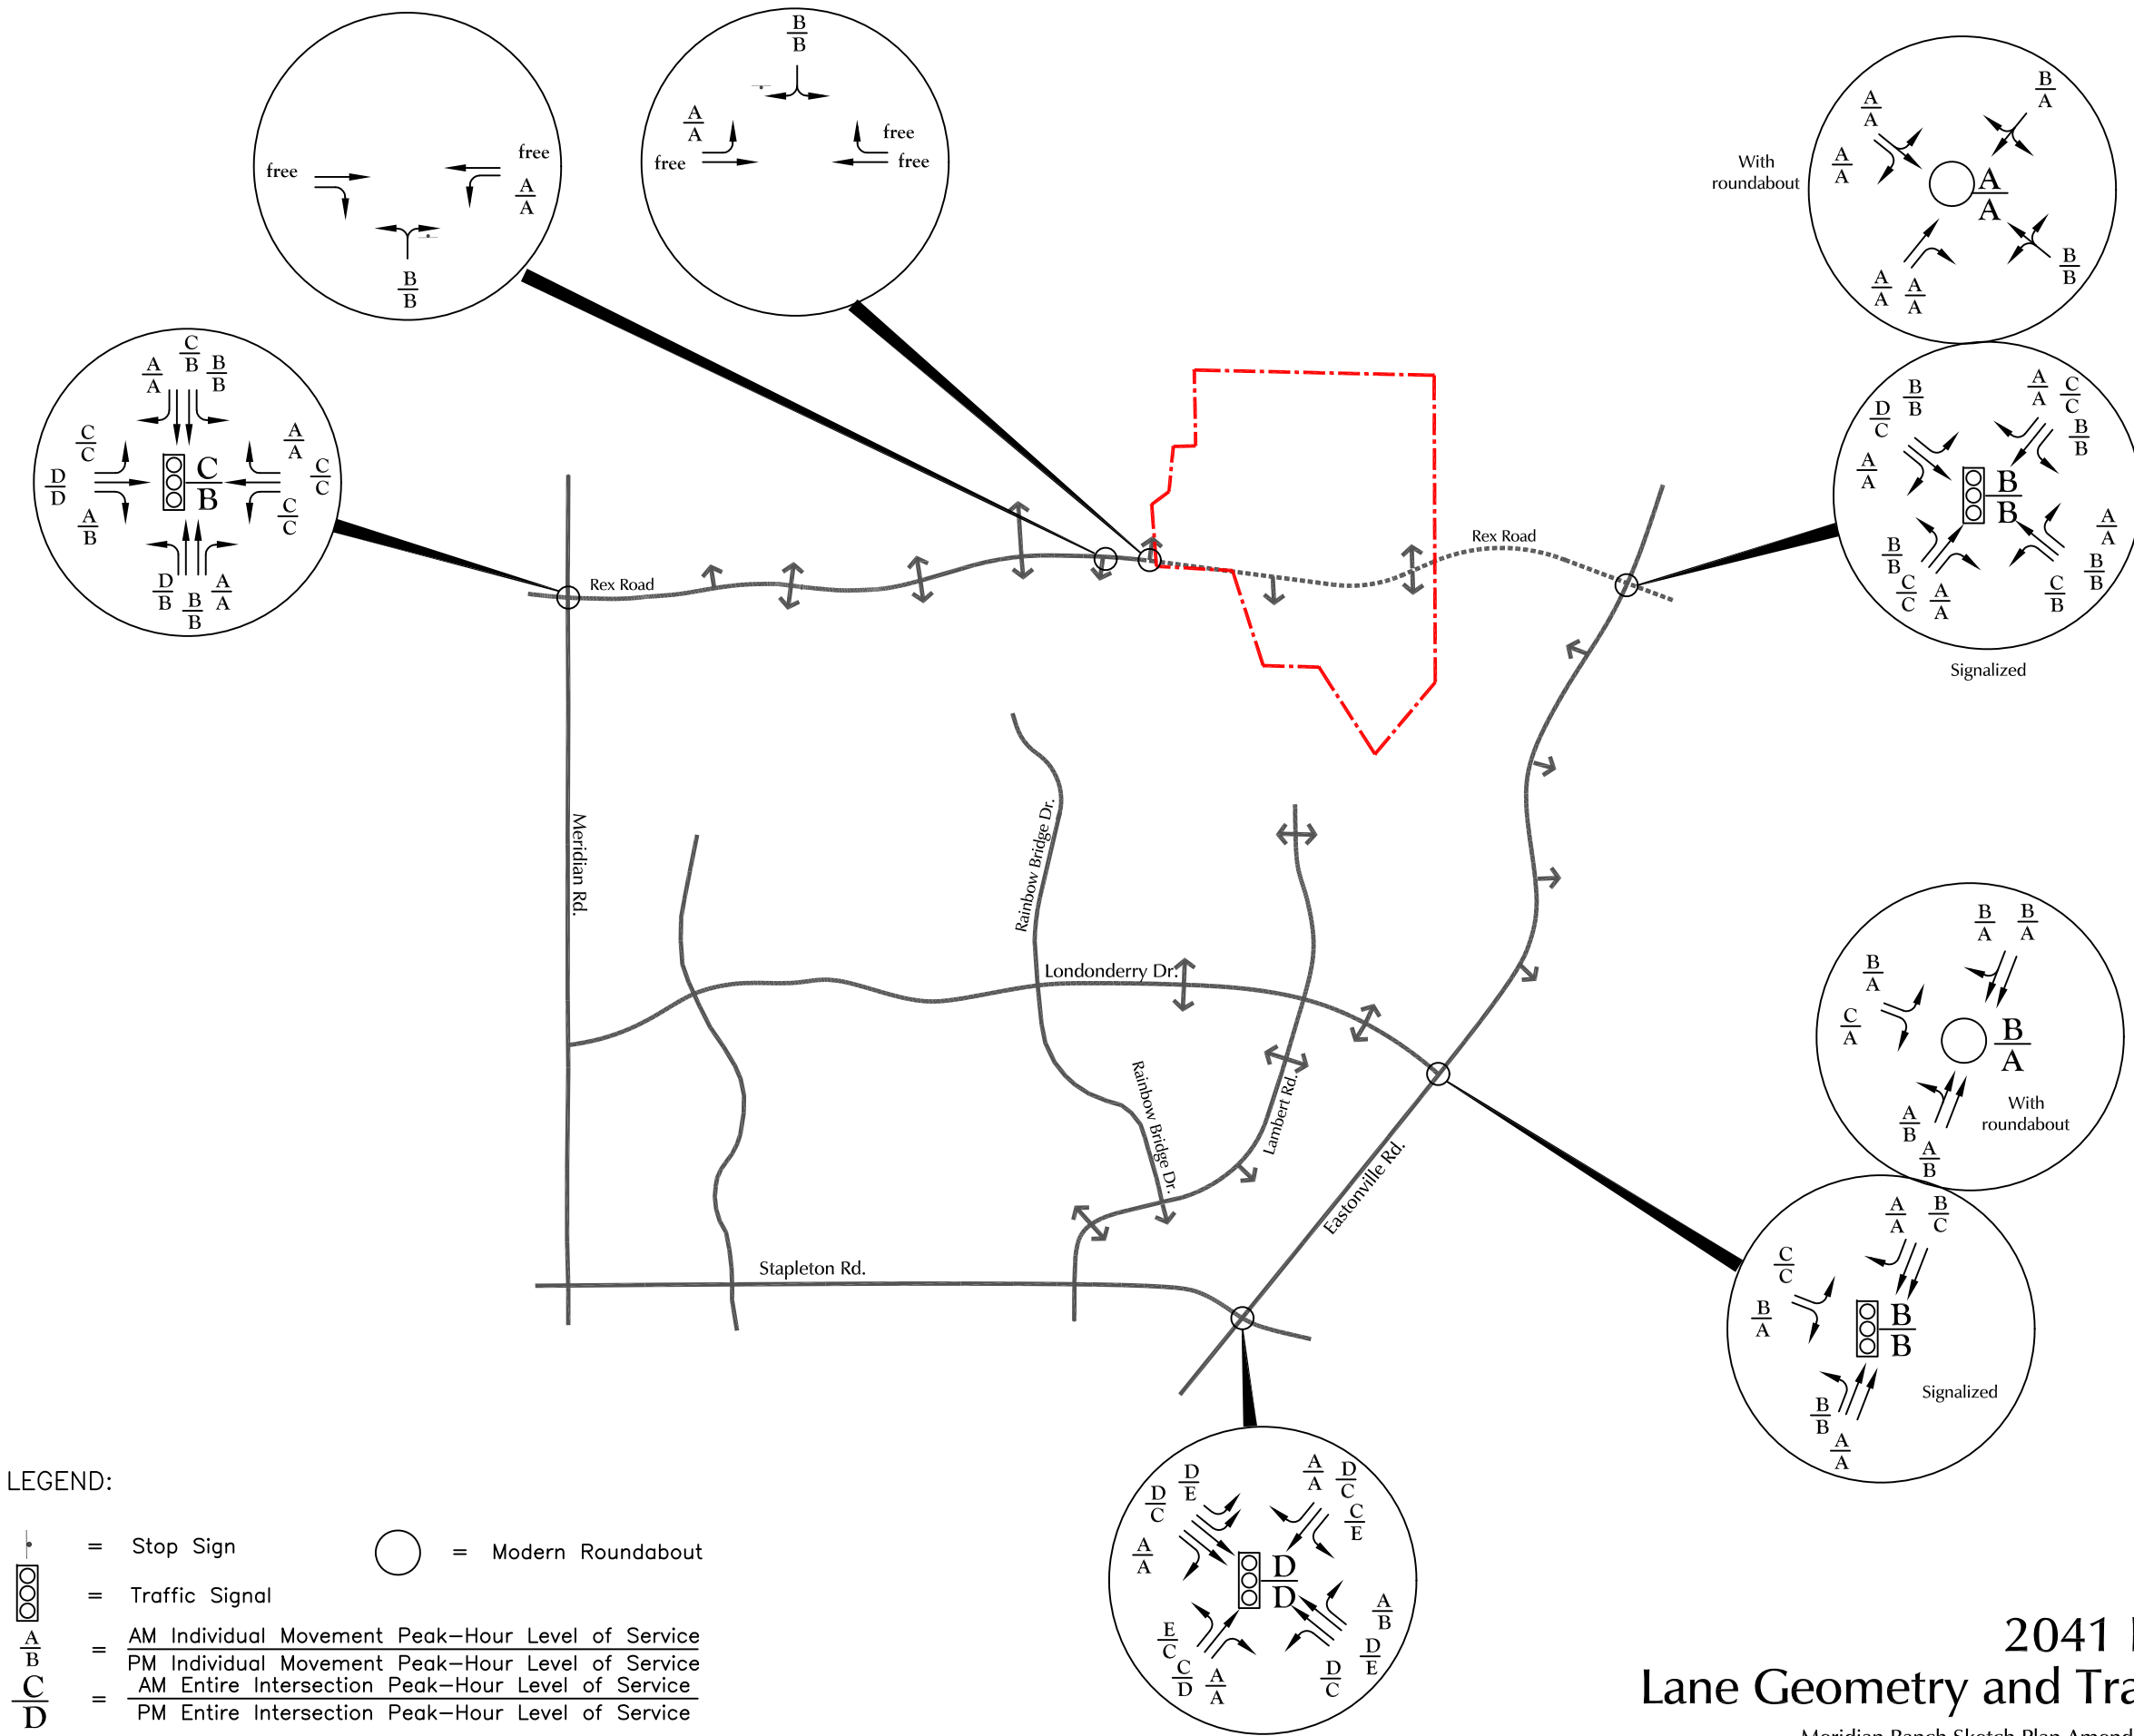 B
B
free
A
A
free
free
free
free
A
A
B
B
With
roundabout
A
A
A
A
B
A
A
A
B
B
A
A
A
A
C
B
A
A
B
B
C
C
D
D
A
B
C
B
A
A
C
C
C
C
D
B
B
B
A
A
B
B
D
C
A
A
A
A
C
C
B
B
B
B
B
B
C
C
A
A
A
A
B
B
C
B
Signalized
Rex Road
Rex Road
Meridian Rd.
Rainbow Bridge Dr.
Londonderry Dr.
Rainbow Bridge Dr.
Lambert Rd.
Eastonville Rd.
Stapleton Rd.
B
A
B
A
B
A
C
A
B
A
With
roundabout
A
B
A
B
A
A
B
C
C
C
B
A
B
B
Signalized
B
B
A
A
D
E
D
C
A
A
A
A
D
C
C
E
D
D
E
C
C
D
A
A
A
B
D
E
D
C
LEGEND:
= Stop Sign
= Modern Roundabout
= Traffic Signal
A
B
=
AM Individual Movement Peak-Hour Level of Service
PM Individual Movement Peak-Hour Level of Service
C
D
=
AM Entire Intersection Peak-Hour Level of Service
PM Entire Intersection Peak-Hour Level of Service
2041
Lane Geometry and Tra